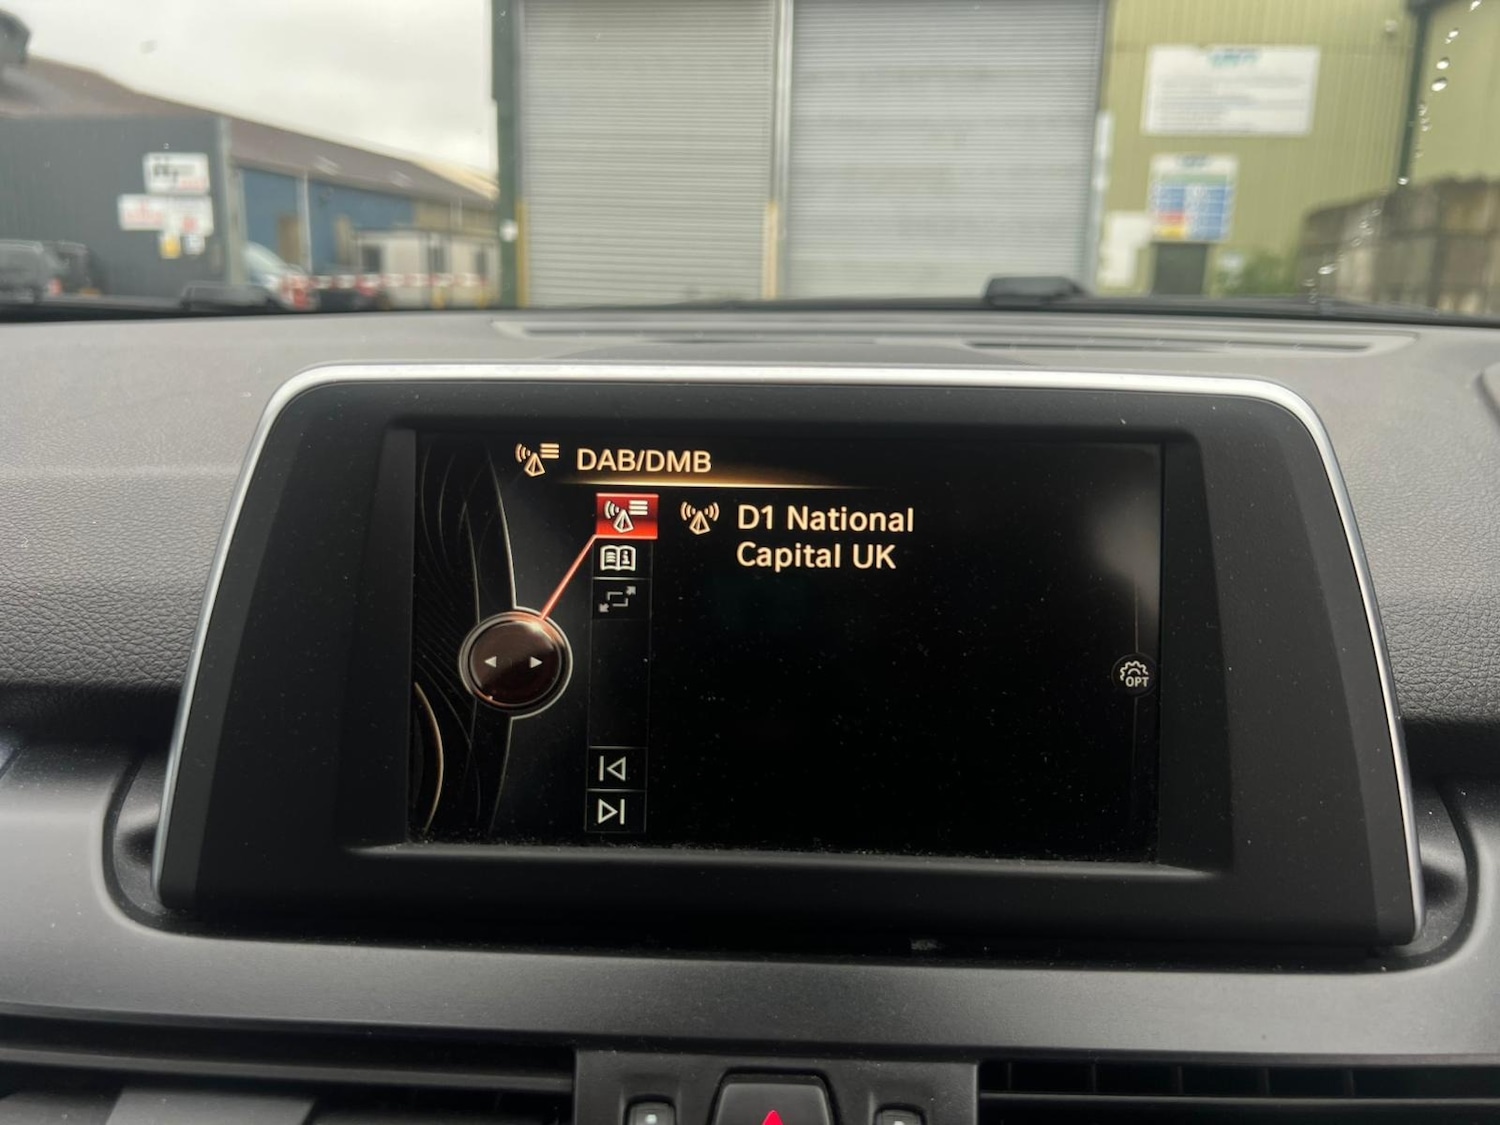 DAB/DMB
D1 National
Capital UK
OPT